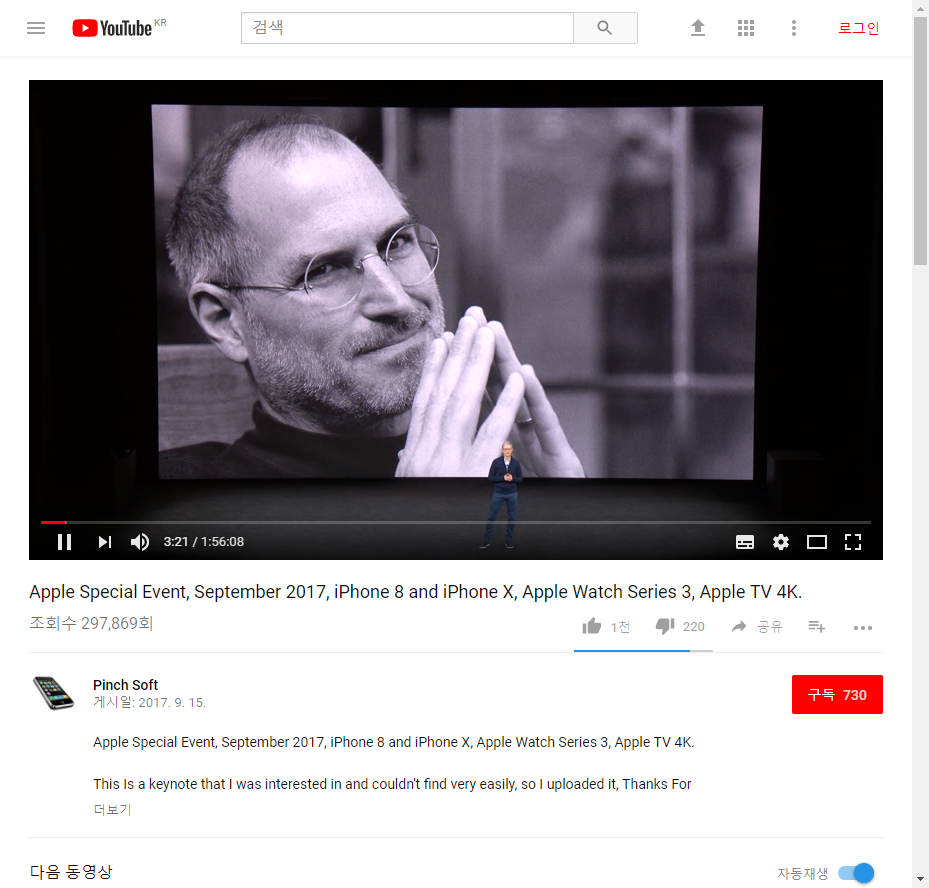 YouTube KR
검색
로그인
3:21 / 1:56:08
Apple Special Event, September 2017, iPhone 8 and iPhone X, Apple Watch Series 3, Apple TV 4K.
조회수 297,869회
1천 220 공유
Pinch Soft
구독 730
게시일: 2017. 9. 15.
Apple Special Event, September 2017, iPhone 8 and iPhone X, Apple Watch Series 3, Apple TV 4K.
This Is a keynote that I was interested in and couldn't find very easily, so I uploaded it, Thanks For
더보기
다음 동영상
자동재생